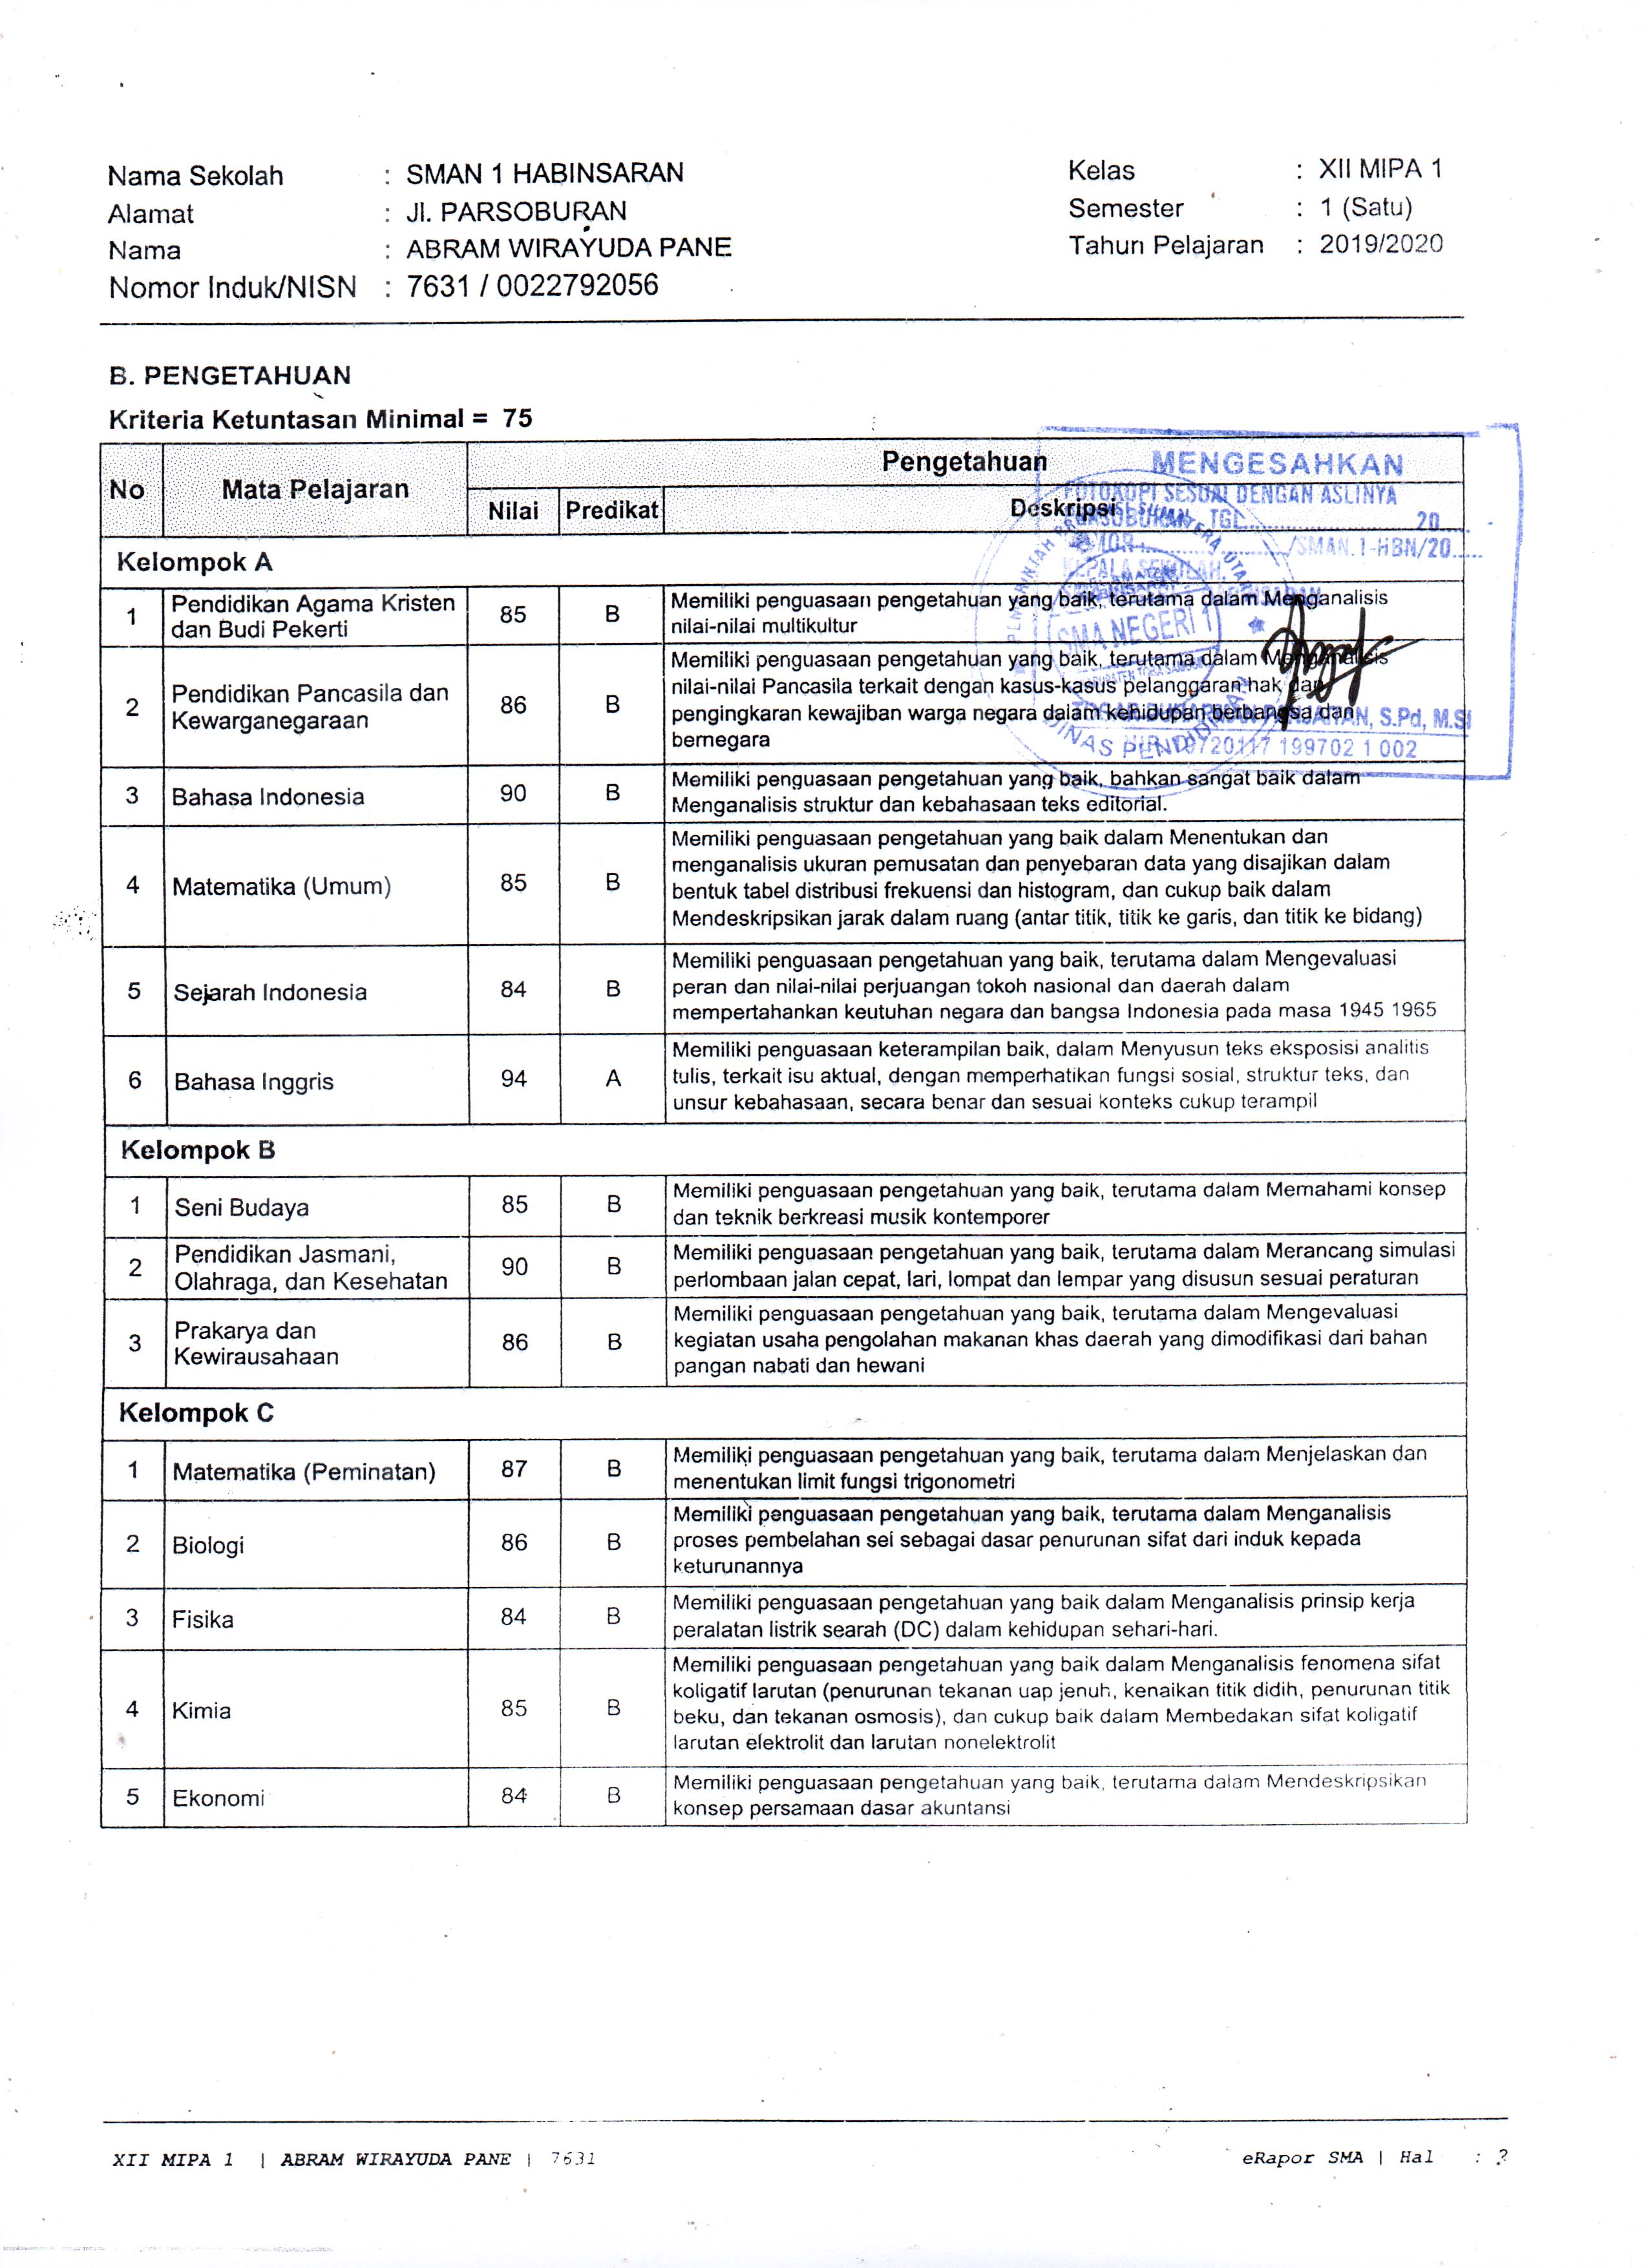 Nama Sekolah : SMAN 1 HABINSARAN
Alamat : Jl. PARSOBURAN
Nama : ABRAM WIRAYUDA PANE
Nomor Induk/NISN : 7631 / 0022792056
Kelas : XII MIPA 1
Semester : 1 (Satu)
Tahun Pelajaran : 2019/2020
B. PENGETAHUAN
Kriteria Ketuntasan Minimal = 75
No Mata Pelajaran Pengetahuan
Nilai Predikat Deskripsi
MENGESAHKAN
FOTOKOPI SESUAI DENGAN ASLINYA
TGL. 20
/SMAN.1-HBN/20
KEPALA SEKOLAH,
SMA NEGERI 1
DINAS PENDIDIKAN
S.Pd, M.Si
NIP. 19720117 199702 1 002
Kelompok A
1 Pendidikan Agama Kristen dan Budi Pekerti 85 B Memiliki penguasaan pengetahuan yang baik, terutama dalam Menganalisis
nilai-nilai multikultur
2 Pendidikan Pancasila dan Kewarganegaraan 86 B Memiliki penguasaan pengetahuan yang baik, terutama dalam Menganalisis
nilai-nilai Pancasila terkait dengan kasus-kasus pelanggaran hak dan
pengingkaran kewajiban warga negara dalam kehidupan berbangsa dan
bernegara
3 Bahasa Indonesia 90 B Memiliki penguasaan pengetahuan yang baik, bahkan sangat baik dalam
Menganalisis struktur dan kebahasaan teks editorial.
4 Matematika (Umum) 85 B Memiliki penguasaan pengetahuan yang baik dalam Menentukan dan
menganalisis ukuran pemusatan dan penyebaran data yang disajikan dalam
bentuk tabel distribusi frekuensi dan histogram, dan cukup baik dalam
Mendeskripsikan jarak dalam ruang (antar titik, titik ke garis, dan titik ke bidang)
5 Sejarah Indonesia 84 B Memiliki penguasaan pengetahuan yang baik, terutama dalam Mengevaluasi
peran dan nilai-nilai perjuangan tokoh nasional dan daerah dalam
mempertahankan keutuhan negara dan bangsa Indonesia pada masa 1945 1965
6 Bahasa Inggris 94 A Memiliki penguasaan keterampilan baik, dalam Menyusun teks eksposisi analitis
tulis, terkait isu aktual, dengan memperhatikan fungsi sosial, struktur teks, dan
unsur kebahasaan, secara benar dan sesuai konteks cukup terampil
Kelompok B
1 Seni Budaya 85 B Memiliki penguasaan pengetahuan yang baik, terutama dalam Memahami konsep
dan teknik berkreasi musik kontemporer
2 Pendidikan Jasmani, Olahraga, dan Kesehatan 90 B Memiliki penguasaan pengetahuan yang baik, terutama dalam Merancang simulasi
perlombaan jalan cepat, lari, lompat dan lempar yang disusun sesuai peraturan
3 Prakarya dan Kewirausahaan 86 B Memiliki penguasaan pengetahuan yang baik, terutama dalam Mengevaluasi
kegiatan usaha pengolahan makanan khas daerah yang dimodifikasi dari bahan
pangan nabati dan hewani
Kelompok C
1 Matematika (Peminatan) 87 B Memiliki penguasaan pengetahuan yang baik, terutama dalam Menjelaskan dan
menentukan limit fungsi trigonometri
2 Biologi 86 B Memiliki penguasaan pengetahuan yang baik, terutama dalam Menganalisis
proses pembelahan sel sebagai dasar penurunan sifat dari induk kepada
keturunannya
3 Fisika 84 B Memiliki penguasaan pengetahuan yang baik dalam Menganalisis prinsip kerja
peralatan listrik searah (DC) dalam kehidupan sehari-hari.
4 Kimia 85 B Memiliki penguasaan pengetahuan yang baik dalam Menganalisis fenomena sifat
koligatif larutan (penurunan tekanan uap jenuh, kenaikan titik didih, penurunan titik
beku, dan tekanan osmosis), dan cukup baik dalam Membedakan sifat koligatif
larutan elektrolit dan larutan nonelektrolit
5 Ekonomi 84 B Memiliki penguasaan pengetahuan yang baik, terutama dalam Mendeskripsikan
konsep persamaan dasar akuntansi
XII MIPA 1 | ABRAM WIRAYUDA PANE | 7631
eRapor SMA | Hal :